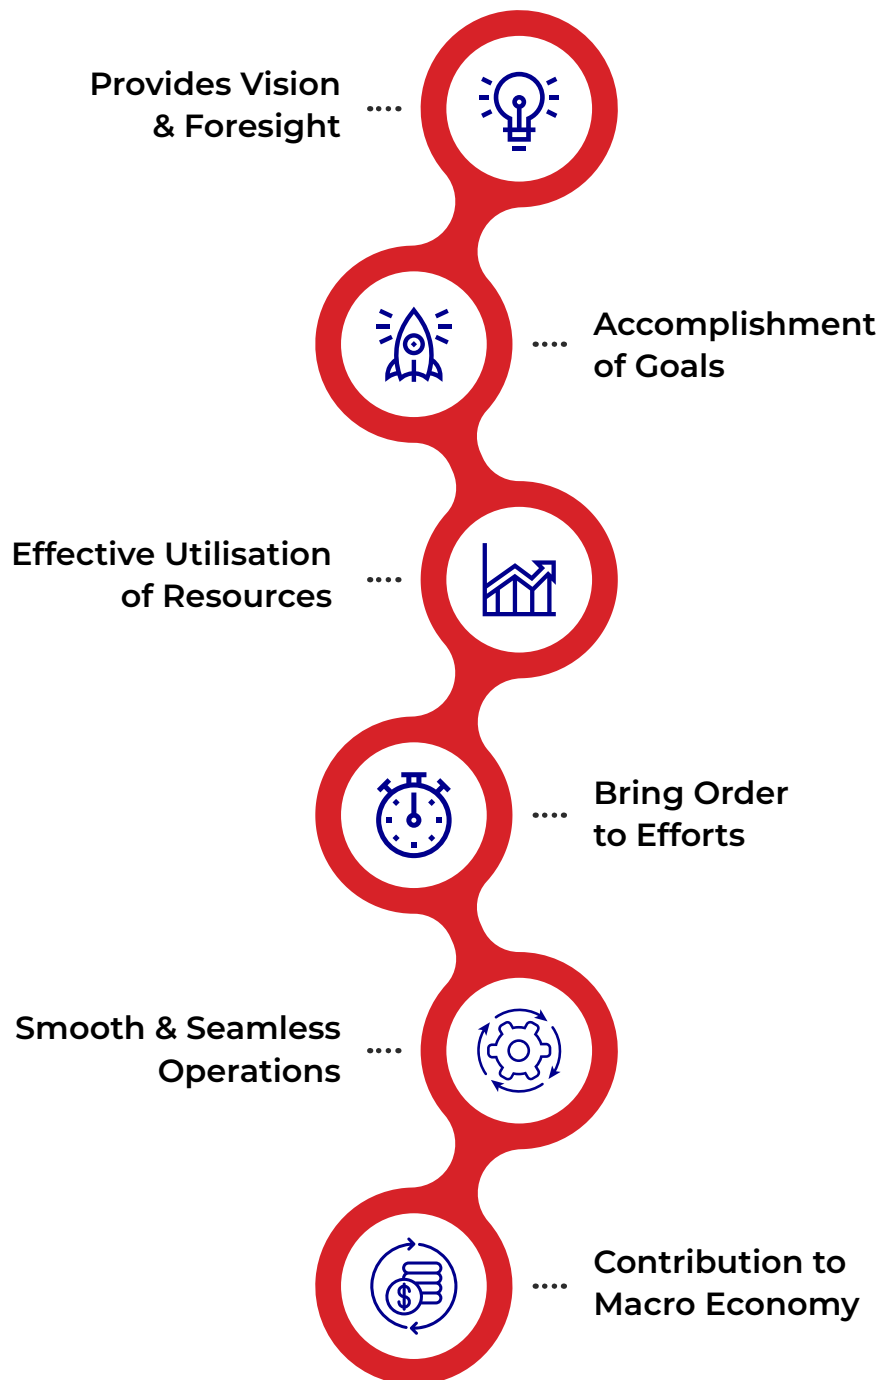 Provides Vision
& Foresight
Accomplishment
of Goals
Effective Utilisation
of Resources
Bring Order
to Efforts
Smooth & Seamless
Operations
$
Contribution to
Macro Economy